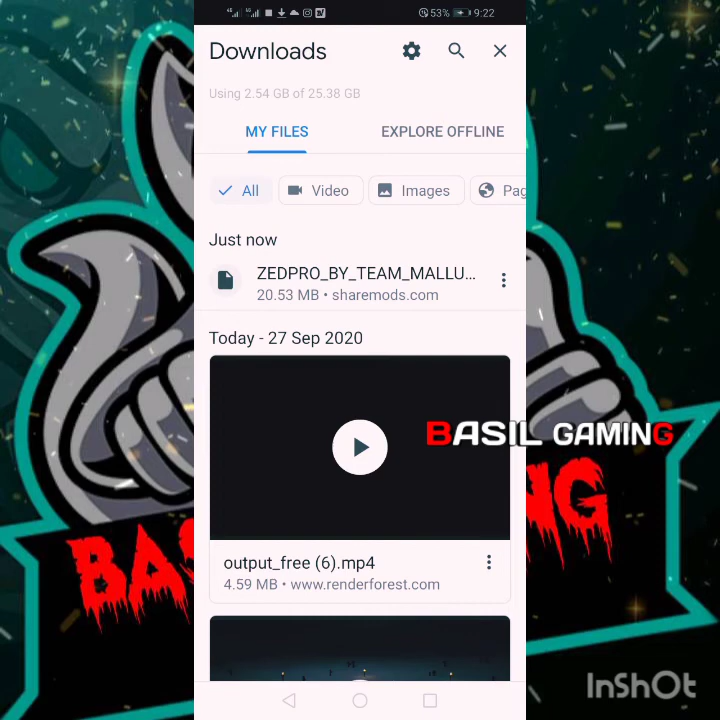 53% 9:22
Downloads
Using 2.54 GB of 25.38 GB
MY FILES EXPLORE OFFLINE
All Video Images Pag
Just now
ZEDPRO_BY_TEAM_MALLU...
20.53 MB • sharemods.com
Today - 27 Sep 2020
BASIL GAMING
output_free (6).mp4
4.59 MB • www.renderforest.com
BAS
NG
InShOt